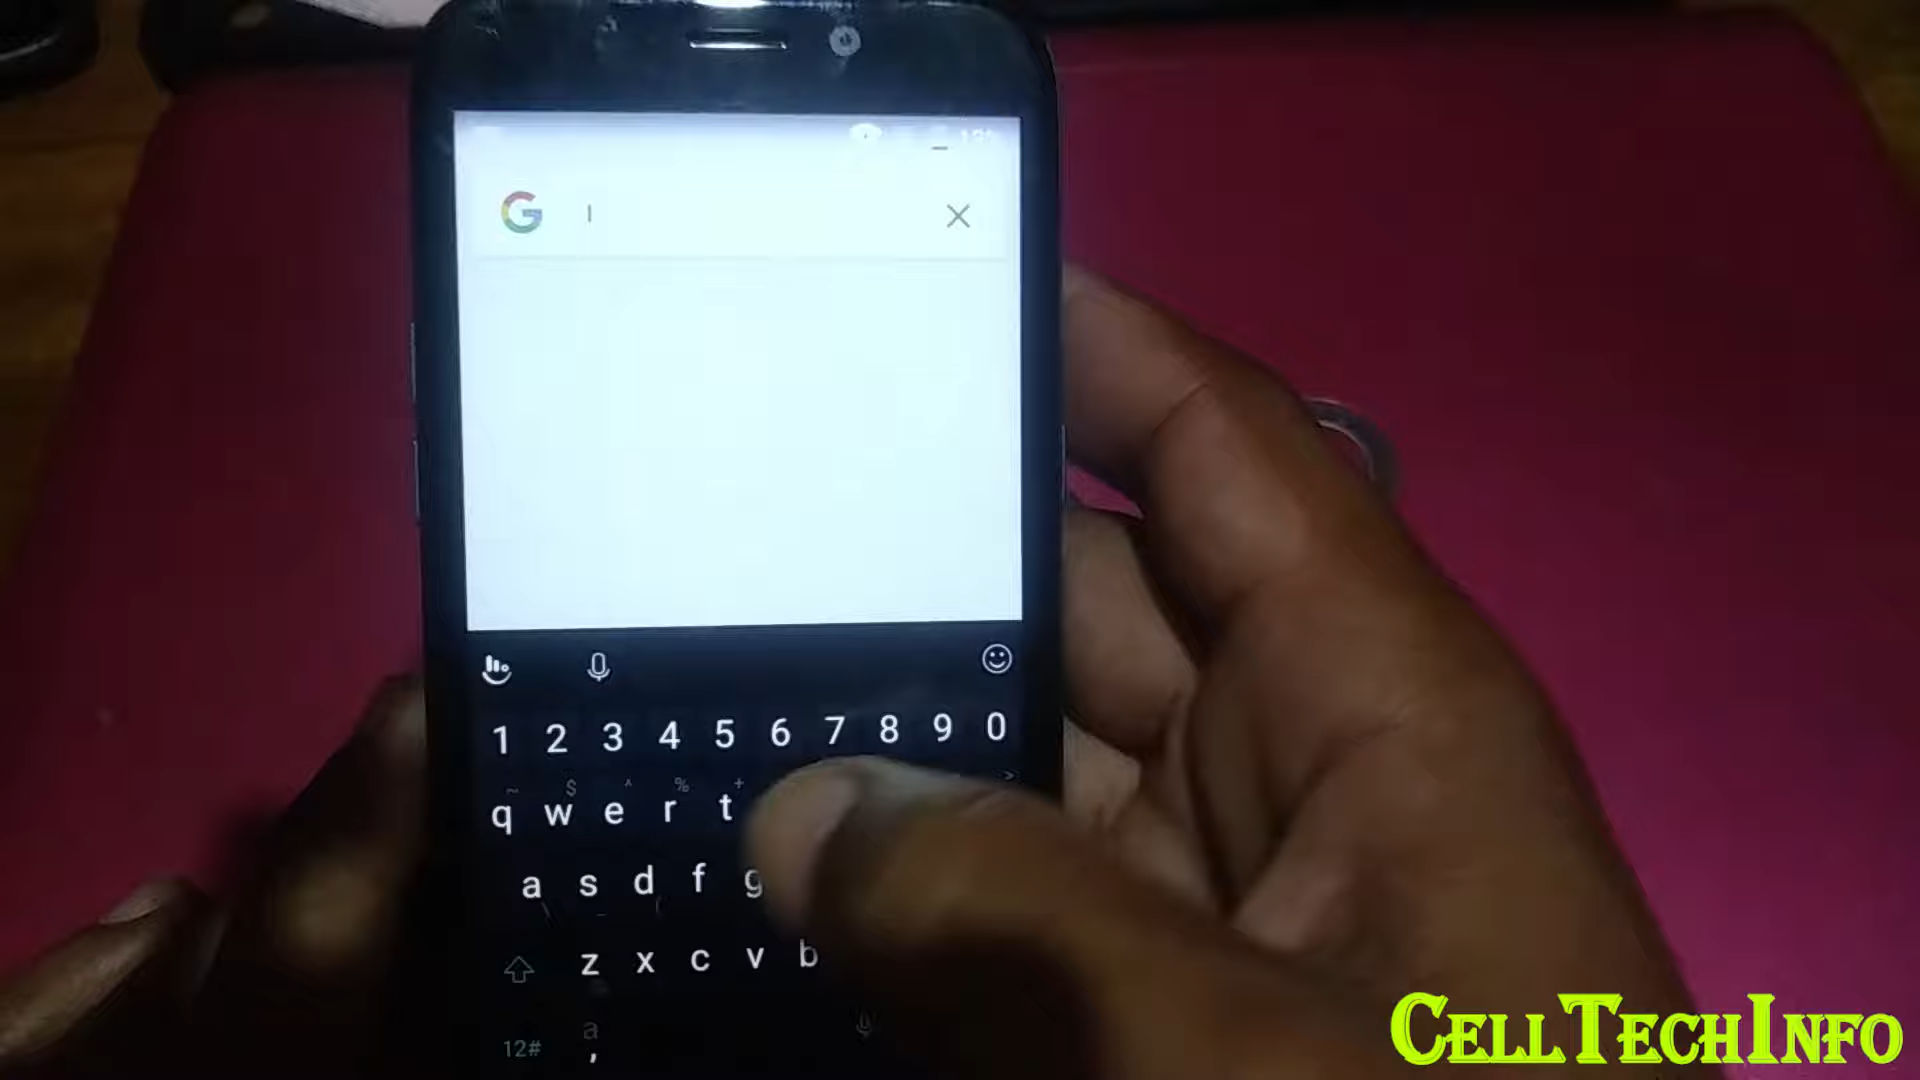 G
1 2 3 4 5 6 7 8 9 0
~ $ ^ % + >
q w e r t
a s d f g
z x c v b
12# ,
CellTechInfo